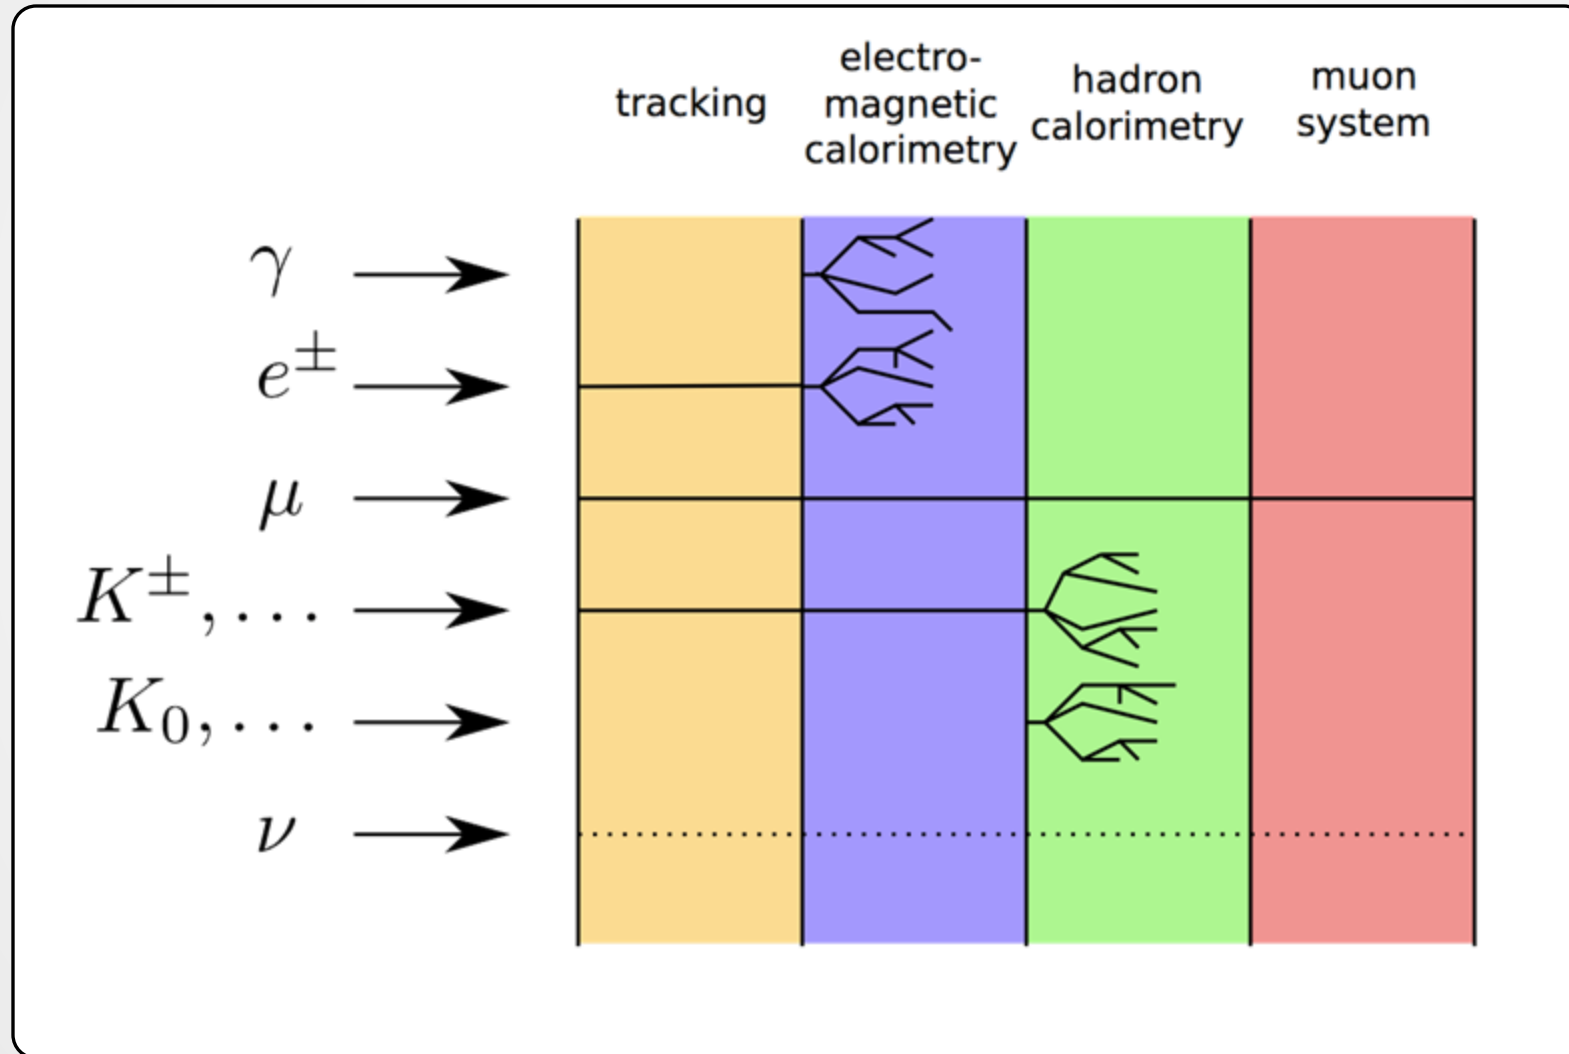 tracking
electro-
magnetic
calorimetry
hadron
calorimetry
muon
system
γ
e±
μ
K±, . . .
K₀, . . .
ν